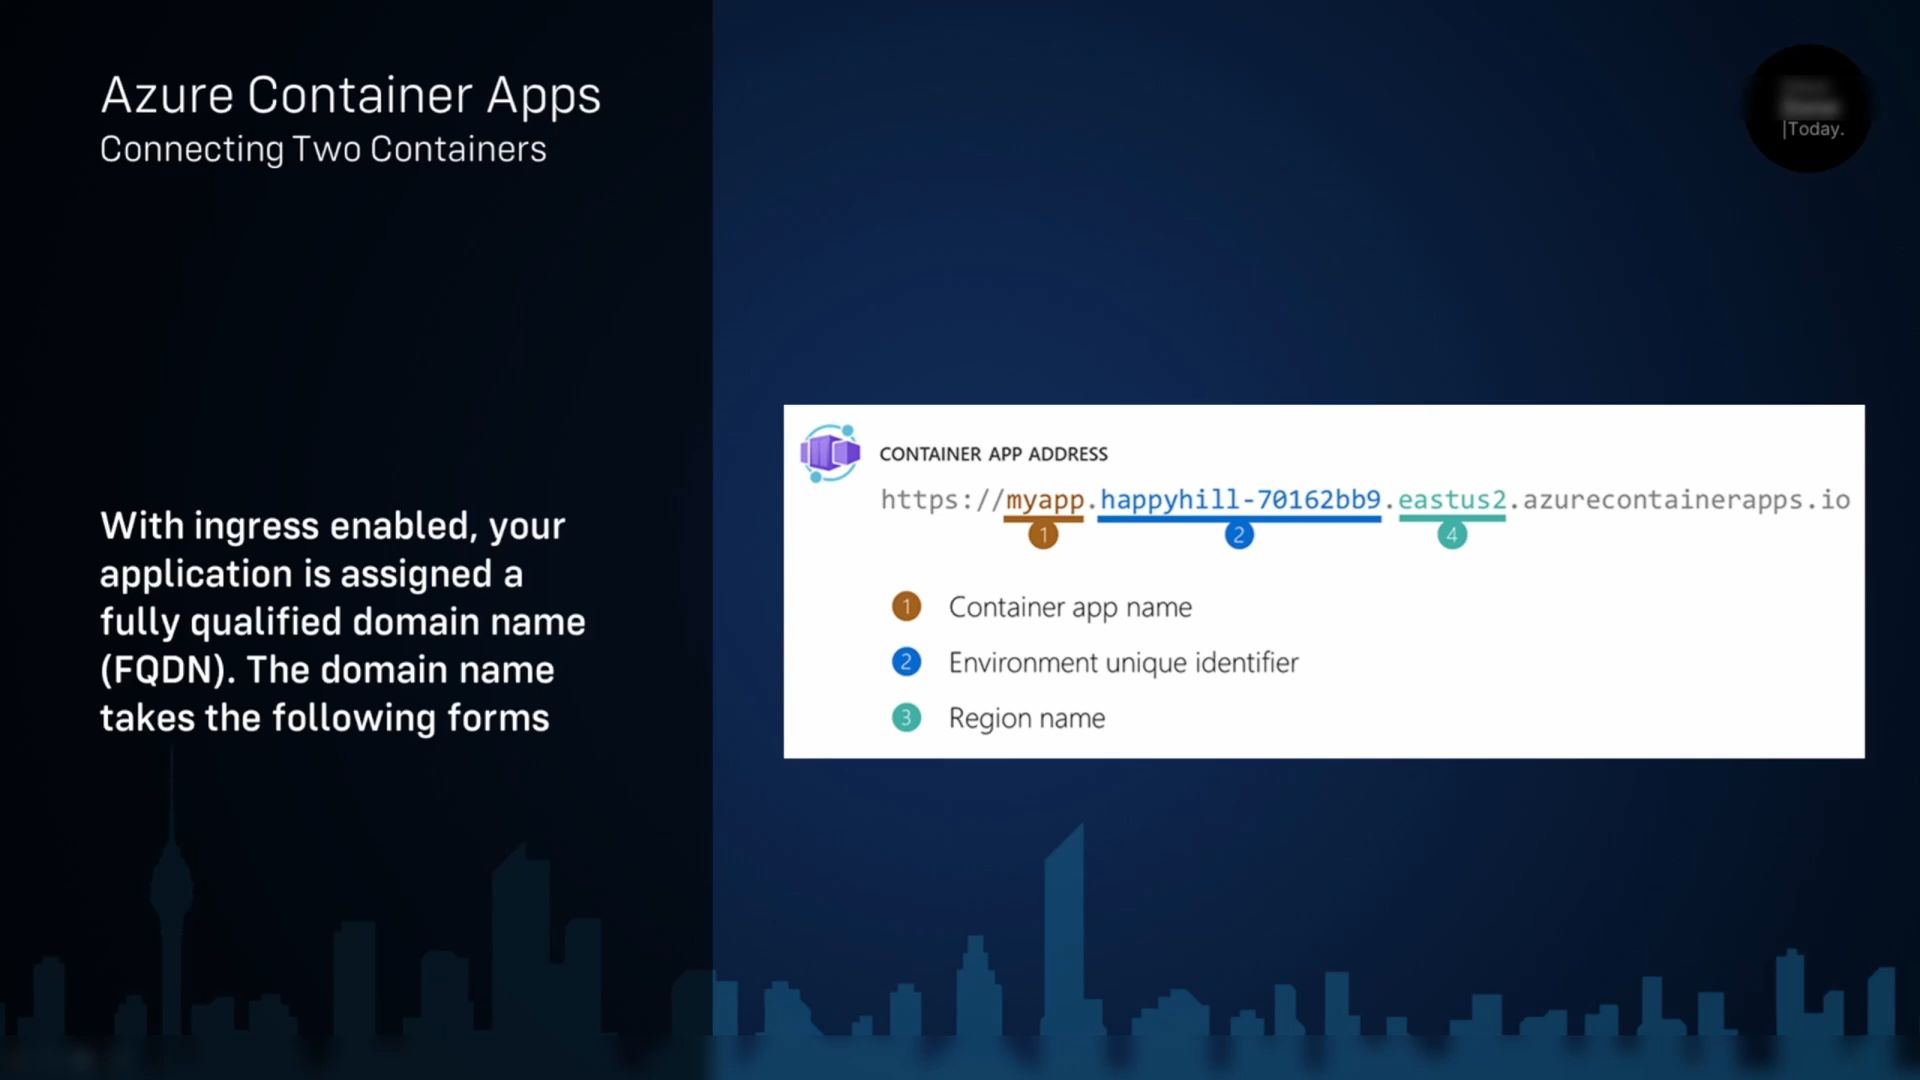 Azure Container Apps
Connecting Two Containers
|Today.
With ingress enabled, your
application is assigned a
fully qualified domain name
(FQDN). The domain name
takes the following forms
CONTAINER APP ADDRESS
https://myapp.happyhill-70162bb9.eastus2.azurecontainerapps.io
1 2 4
1 Container app name
2 Environment unique identifier
3 Region name